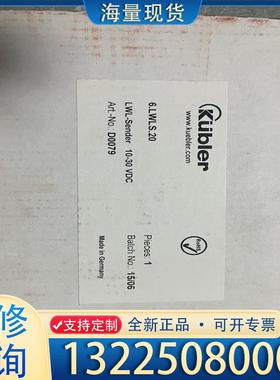 海量现货
Kübler
www.kuebler.com
6.LWLS.20
LWL-Sender 10-30 VDC
Art.-No.: D0079
Pieces: 1
Batch No. 15/06
RoHS
Made in Germany
修
询
支持定制
全新正品·可开专票
13225080000